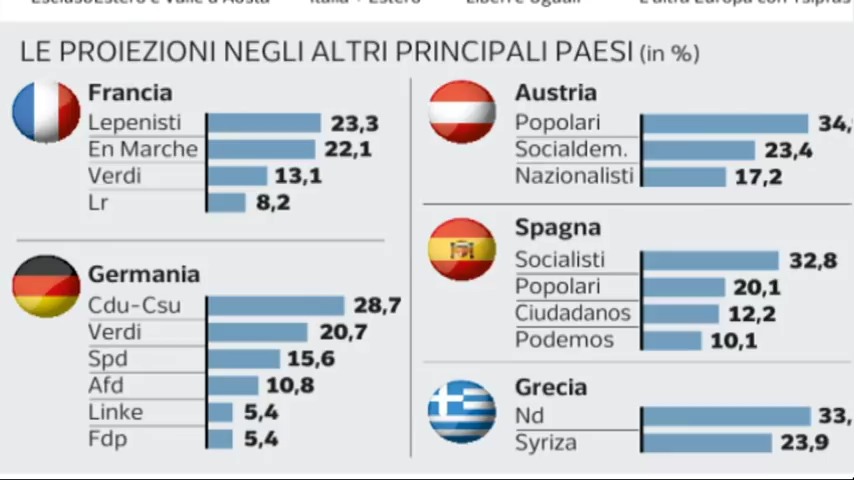 LE PROIEZIONI NEGLI ALTRI PRINCIPALI PAESI (in %)
Francia
Lepenisti 23,3
En Marche 22,1
Verdi 13,1
Lr 8,2
Germania
Cdu-Csu 28,7
Verdi 20,7
Spd 15,6
Afd 10,8
Linke 5,4
Fdp 5,4
Austria
Popolari 34,
Socialdem. 23,4
Nazionalisti 17,2
Spagna
Socialisti 32,8
Popolari 20,1
Ciudadanos 12,2
Podemos 10,1
Grecia
Nd 33,
Syriza 23,9